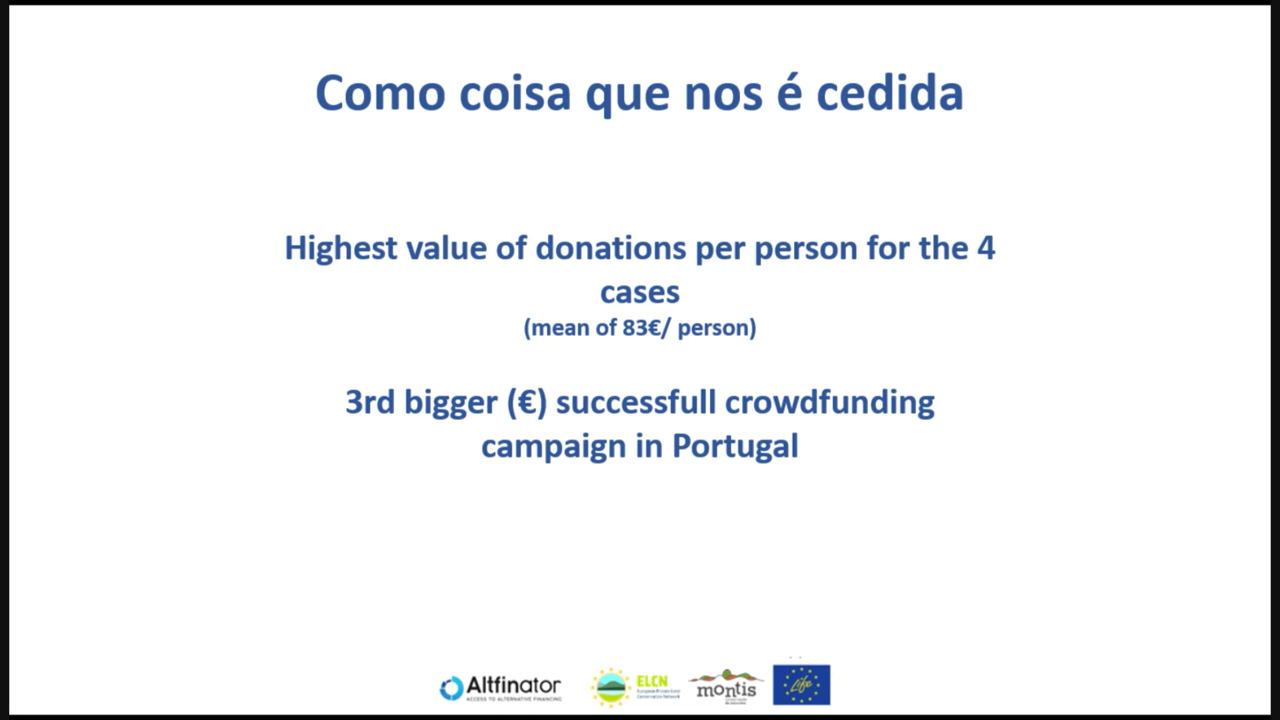 Como coisa que nos é cedida
Highest value of donations per person for the 4
cases
(mean of 83€/ person)
3rd bigger (€) successfull crowdfunding
campaign in Portugal
Altfinator
ACCESS TO ALTERNATIVE FINANCING
ELCN
montis
Life